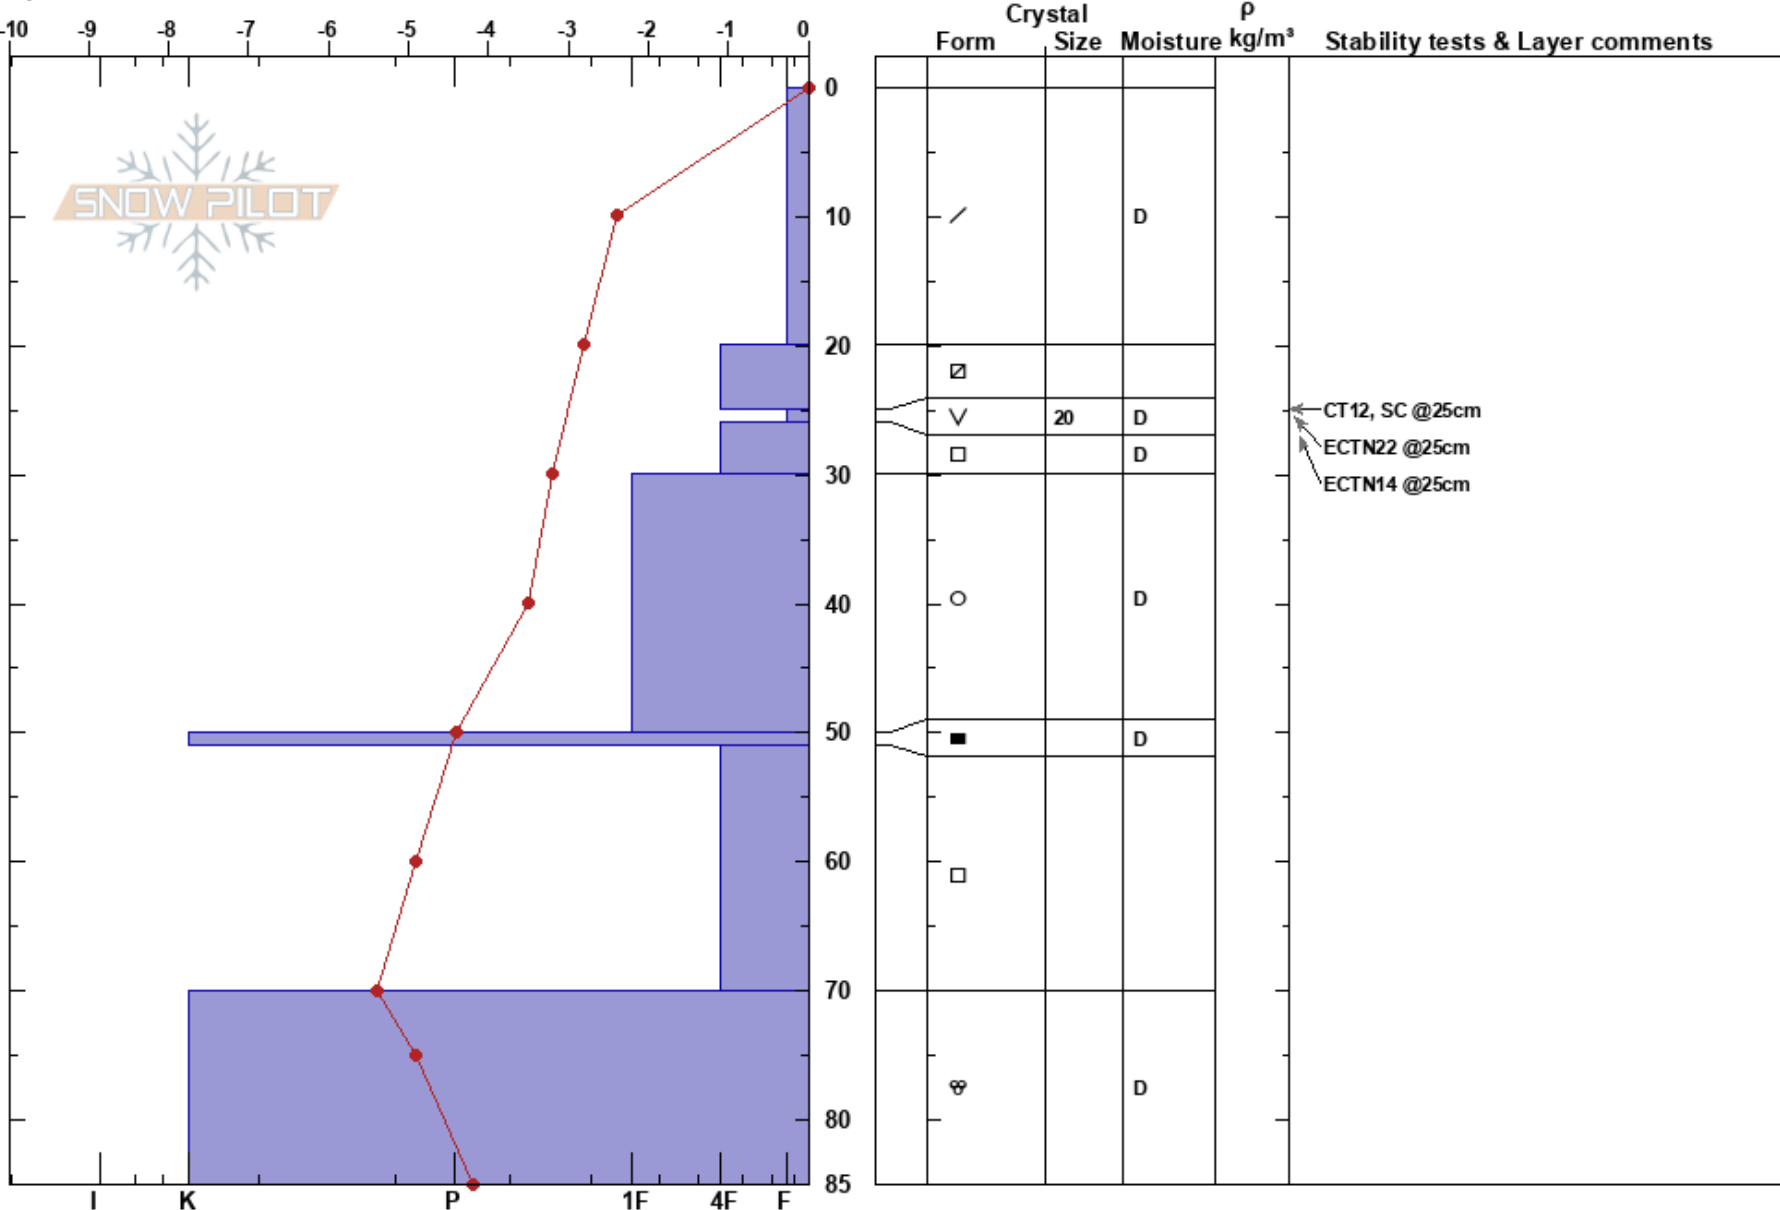 Crystal ρ
-10 -9 -8 -7 -6 -5 -4 -3 -2 -1 0
Form Size Moisture kg/m³ Stability tests & Layer comments
0
SNOW PILOT
10 D
20
CT12, SC @25cm
20 D
ECTN22 @25cm
D
30
ECTN14 @25cm
40 D
50 D
60
70
D
80
85
I K P 1F 4F F